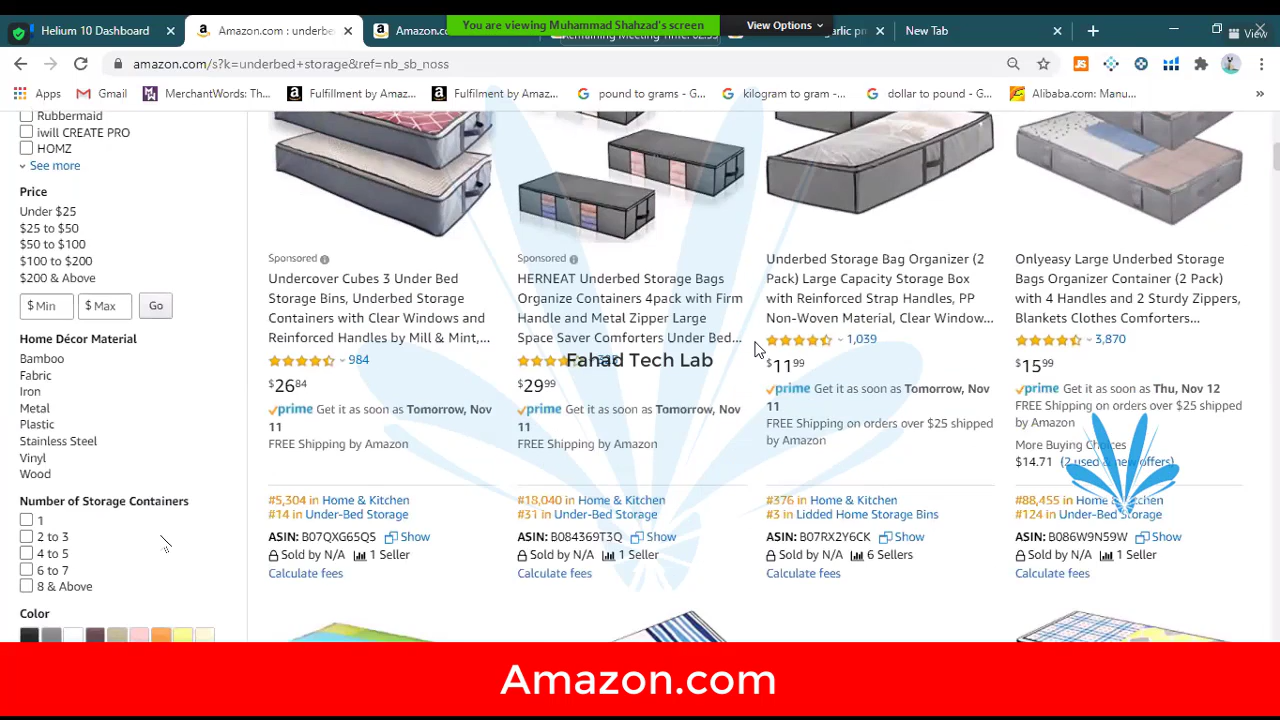 You are viewing Muhammad Shahzad's screen
View Options
Helium 10 Dashboard
Amazon.com : underbe
Amazon.co
Remaining Meeting Time:
New Tab
View
amazon.com/s?k=underbed+storage&ref=nb_sb_noss
Apps
Gmail
MerchantWords: Th...
Fulfillment by Amaz...
Fulfillment by Amaz...
pound to grams - G...
kilogram to gram -...
dollar to pound - G...
Alibaba.com: Manu...
Rubbermaid
iwill CREATE PRO
HOMZ
See more
Price
Under $25
$25 to $50
$50 to $100
$100 to $200
$200 & Above
$ Min
$ Max
Go
Home Décor Material
Bamboo
Fabric
Iron
Metal
Plastic
Stainless Steel
Vinyl
Wood
Number of Storage Containers
1
2 to 3
4 to 5
6 to 7
8 & Above
Color
Sponsored
Undercover Cubes 3 Under Bed
Storage Bins, Underbed Storage
Containers with Clear Windows and
Reinforced Handles by Mill & Mint,...
984
$26 84
prime Get it as soon as Tomorrow, Nov
11
FREE Shipping by Amazon
#5,304 in Home & Kitchen
#14 in Under-Bed Storage
ASIN: B07QXG65QS Show
Sold by N/A 1 Seller
Calculate fees
Sponsored
HERNEAT Underbed Storage Bags
Organize Containers 4pack with Firm
Handle and Metal Zipper Large
Space Saver Comforters Under Bed...
Fahad Tech Lab
$29 99
prime Get it as soon as Tomorrow, Nov
11
FREE Shipping by Amazon
#18,040 in Home & Kitchen
#31 in Under-Bed Storage
ASIN: B084369T3Q Show
Sold by N/A 1 Seller
Calculate fees
Underbed Storage Bag Organizer (2
Pack) Large Capacity Storage Box
with Reinforced Strap Handles, PP
Non-Woven Material, Clear Window...
1,039
$11 99
prime Get it as soon as Tomorrow, Nov
11
FREE Shipping on orders over $25 shipped
by Amazon
#376 in Home & Kitchen
#3 in Lidded Home Storage Bins
ASIN: B07RX2Y6CK Show
Sold by N/A 6 Sellers
Calculate fees
Onlyeasy Large Underbed Storage
Bags Organizer Container (2 Pack)
with 4 Handles and 2 Sturdy Zippers,
Blankets Clothes Comforters...
3,870
$15 99
prime Get it as soon as Thu, Nov 12
FREE Shipping on orders over $25 shipped
by Amazon
More Buying Choices
$14.71 (2 used & new offers)
#88,455 in Home & Kitchen
#124 in Under-Bed Storage
ASIN: B086W9N59W Show
Sold by N/A 1 Seller
Calculate fees
Amazon.com